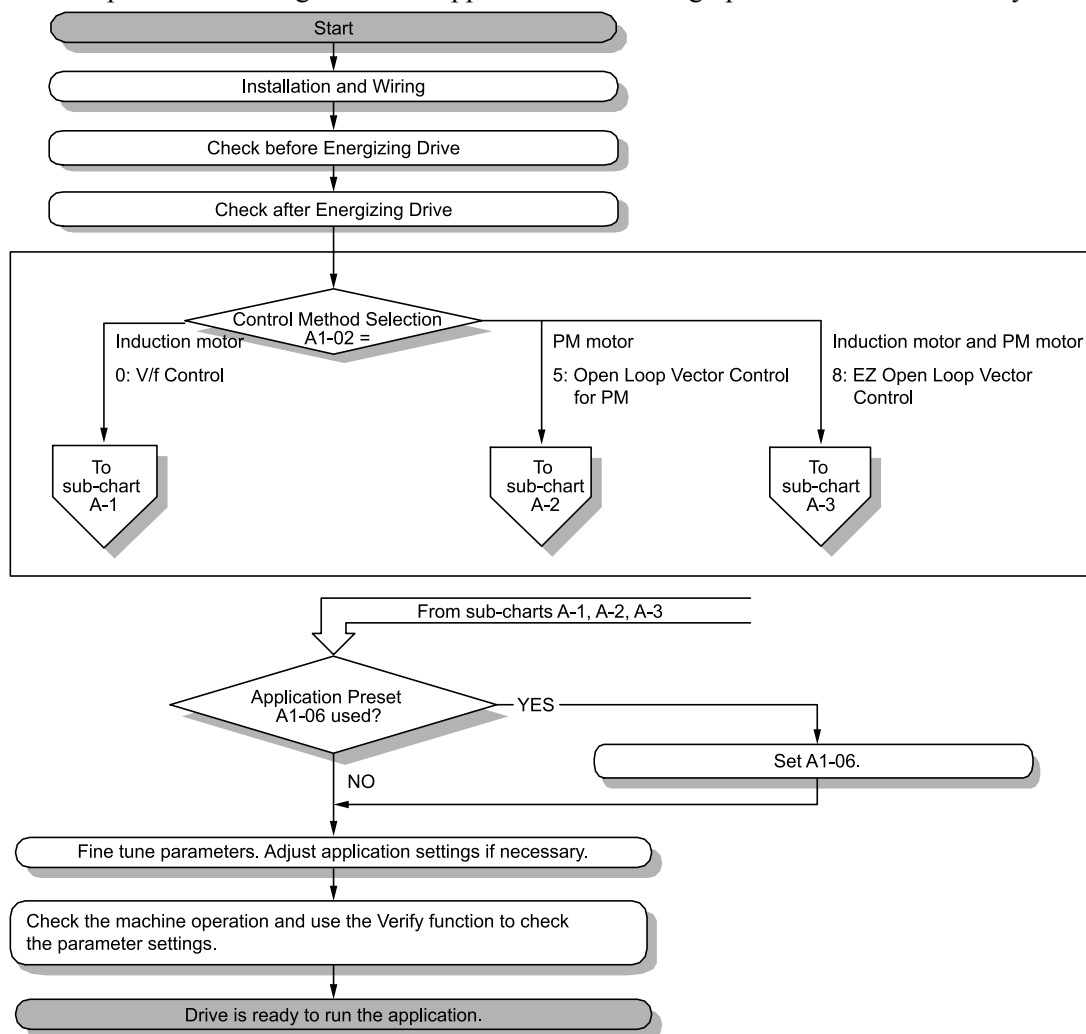 Start
Installation and Wiring
Check before Energizing Drive
Check after Energizing Drive
Control Method Selection
A1-02 =
Induction motor
0: V/f Control
PM motor
5: Open Loop Vector Control
for PM
Induction motor and PM motor
8: EZ Open Loop Vector
Control
To
sub-chart
A-1
To
sub-chart
A-2
To
sub-chart
A-3
From sub-charts A-1, A-2, A-3
Application Preset
A1-06 used?
YES
Set A1-06.
NO
Fine tune parameters. Adjust application settings if necessary.
Check the machine operation and use the Verify function to check
the parameter settings.
Drive is ready to run the application.